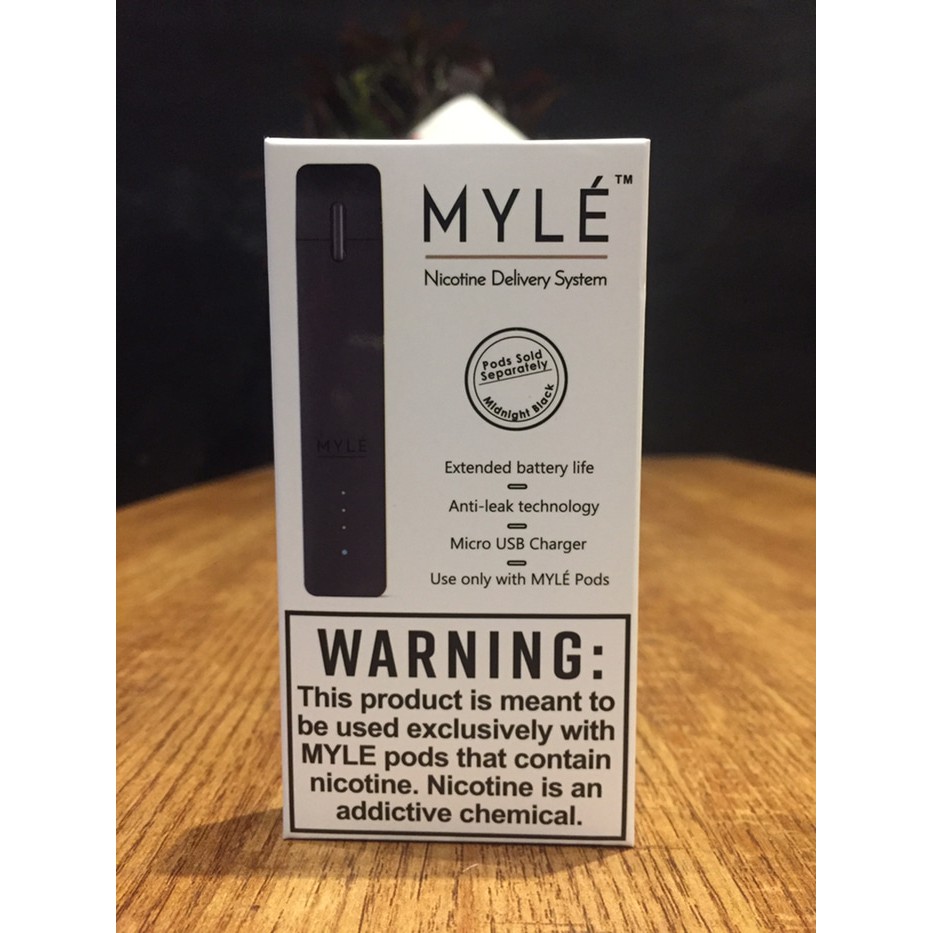 MYLÉ™
Nicotine Delivery System
Pods Sold
Separately
Midnight Black
MYLÉ
Extended battery life
Anti-leak technology
Micro USB Charger
Use only with MYLÉ Pods
WARNING:
This product is meant to
be used exclusively with
MYLE pods that contain
nicotine. Nicotine is an
addictive chemical.